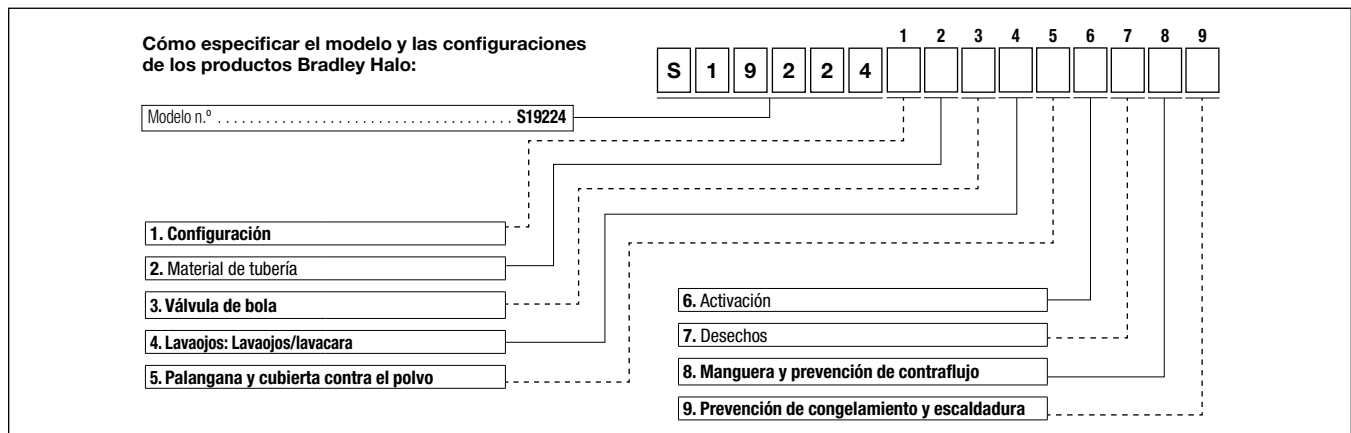 Cómo especificar el modelo y las configuraciones
de los productos Bradley Halo:
1 2 3 4 5 6 7 8 9
S 1 9 2 2 4
Modelo n.º . . . . . . . . . . . . . . . . . . . . . . . . . . . . . . . . . . . . . S19224
1. Configuración
2. Material de tubería
3. Válvula de bola
4. Lavaojos: Lavaojos/lavacara
5. Palangana y cubierta contra el polvo
6. Activación
7. Desechos
8. Manguera y prevención de contraflujo
9. Prevención de congelamiento y escaldadura